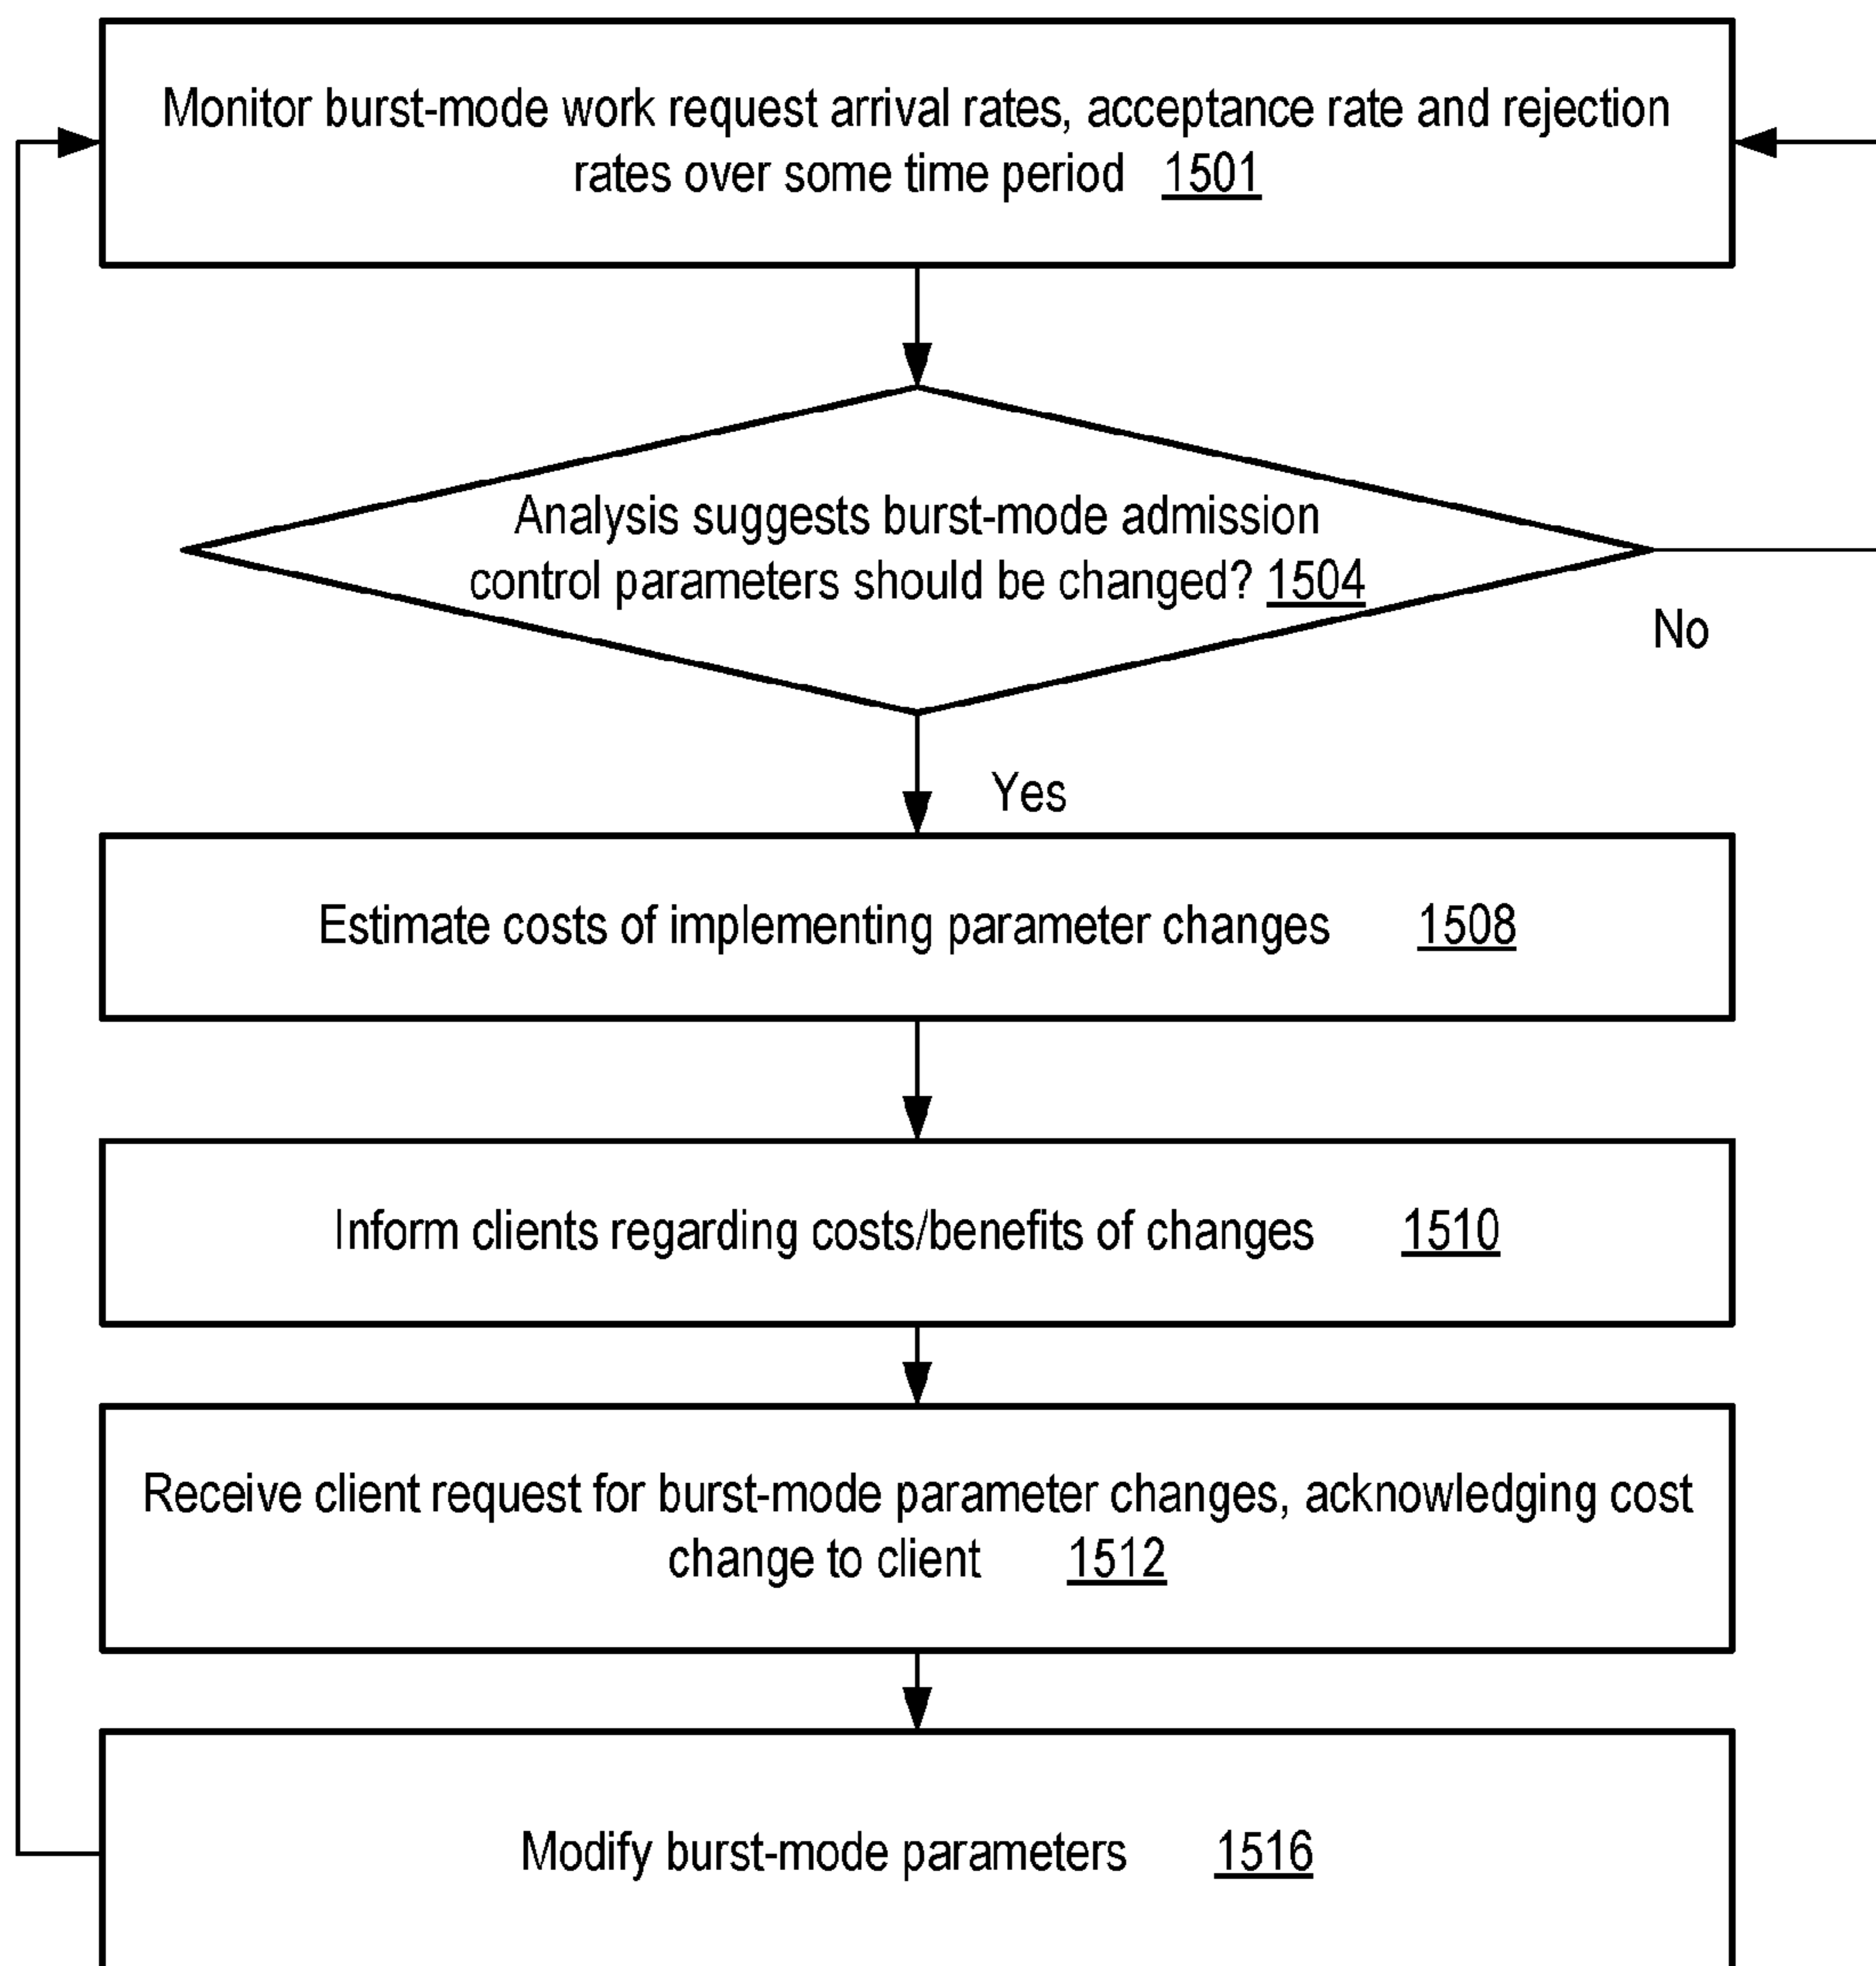 Monitor burst-mode work request arrival rates, acceptance rate and rejection
rates over some time period 1501
Analysis suggests burst-mode admission
control parameters should be changed? 1504
No
Yes
Estimate costs of implementing parameter changes 1508
Inform clients regarding costs/benefits of changes 1510
Receive client request for burst-mode parameter changes, acknowledging cost
change to client 1512
Modify burst-mode parameters 1516